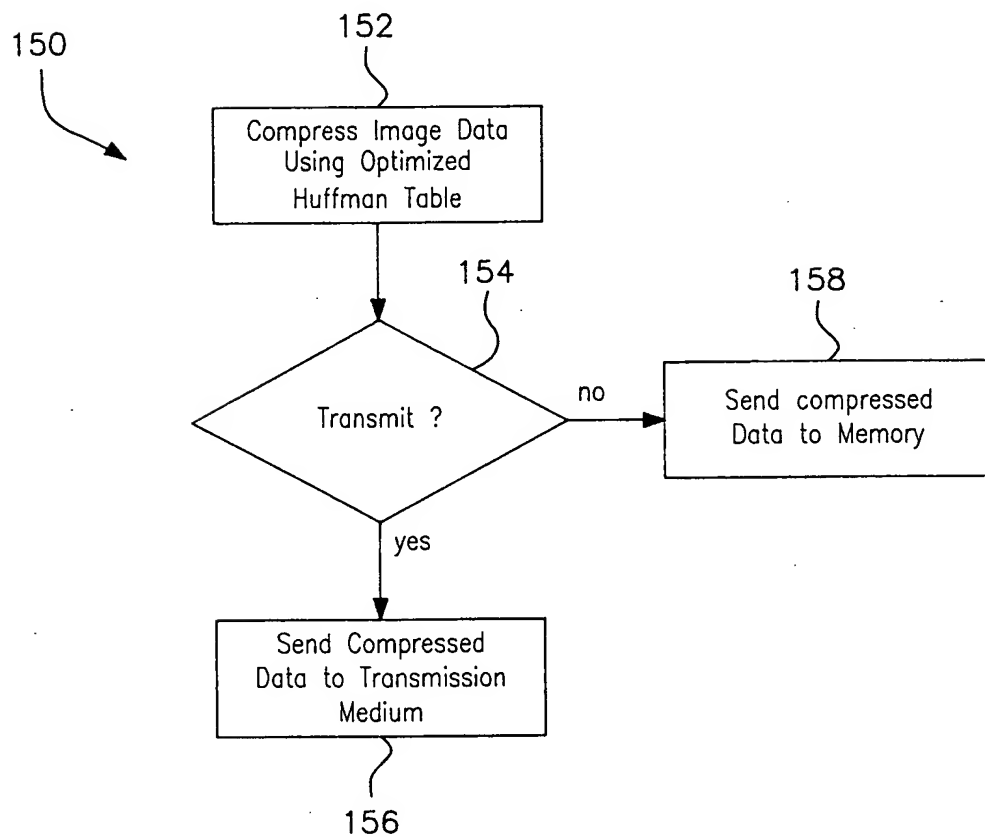 150
152
Compress Image Data
Using Optimized
Huffman Table
154
158
Transmit ?
no
Send compressed
Data to Memory
yes
Send Compressed
Data to Transmission
Medium
156